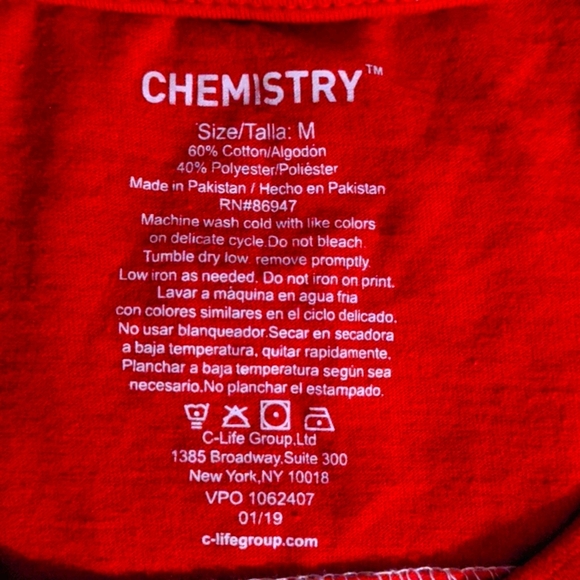 CHEMISTRY™
Size/Talla: M
60% Cotton/Algodón
40% Polyester/Poliéster
Made in Pakistan / Hecho en Pakistan
RN#86947
Machine wash cold with like colors
on delicate cycle.Do not bleach.
Tumble dry low, remove promptly.
Low iron as needed. Do not iron on print.
Lavar a máquina en agua fria
con colores similares en el ciclo delicado.
No usar blanqueador.Secar en secadora
a baja temperatura, quitar rapidamente.
Planchar a baja temperatura según sea
necesario.No planchar el estampado.
C-Life Group,Ltd
1385 Broadway,Suite 300
New York,NY 10018
VPO 1062407
01/19
c-lifegroup.com